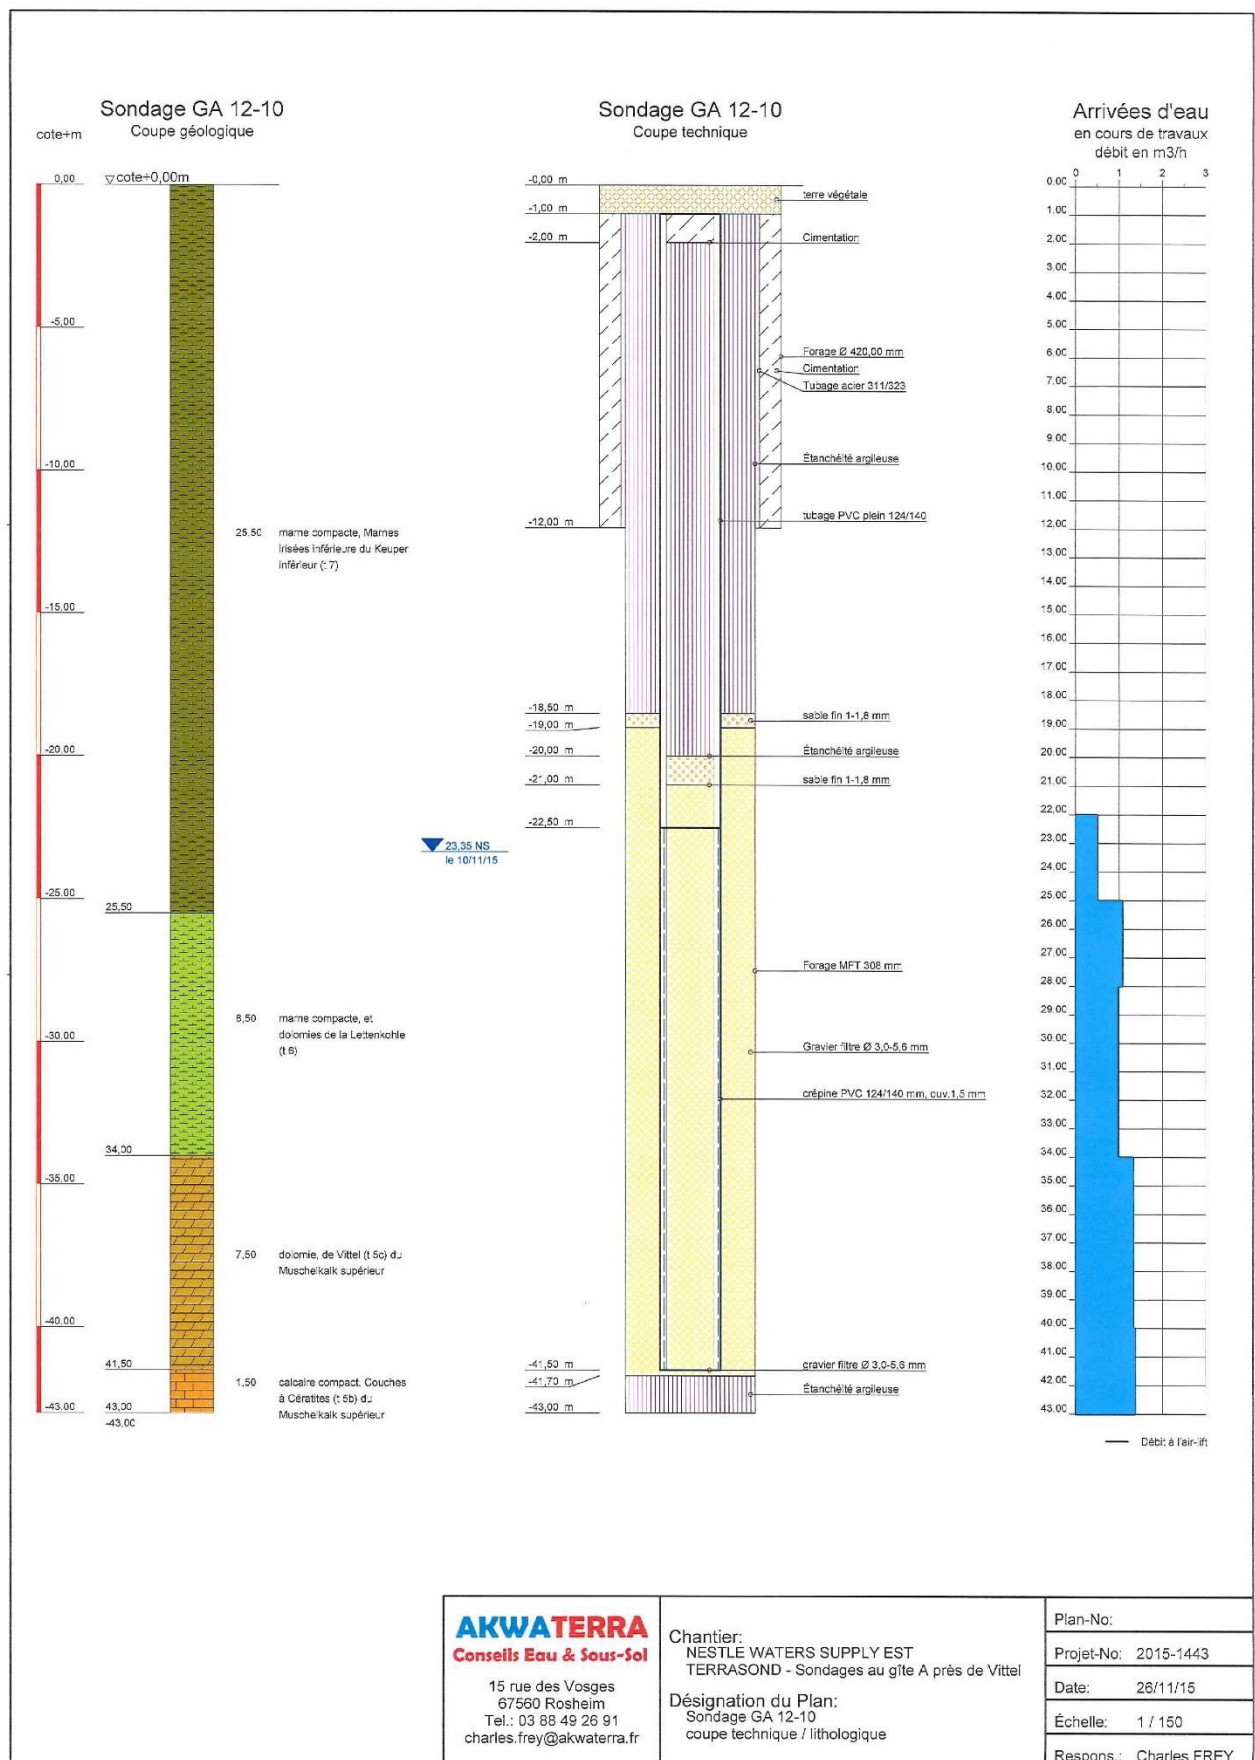 Sondage GA 12-10
Coupe géologique
cote+m
0,00
cote+0,00m
-5,00
-10,00
-15,00
-20,00
-25,00
-30,00
-35,00
-40,00
-43,00
25,50
34,00
41,50
43,00
-43,00
25,50
marne compacte, Marnes
irisées inférieure du Keuper
inférieur (t 7)
8,50
marne compacte, et
dolomies de la Lettenkohle
(t 6)
7,50
dolomie, de Vittel (t 5c) du
Muschelkalk supérieur
1,50
calcaire compact, Couches
à Cératites (t 5b) du
Muschelkalk supérieur
23,35 NS
le 10/11/15
Sondage GA 12-10
Coupe technique
-0,00 m
-1,00 m
-2,00 m
-12,00 m
-18,50 m
-19,00 m
-20,00 m
-21,00 m
-22,50 m
-41,50 m
-41,70 m
-43,00 m
terre végétale
Cimentation
Forage Ø 420,00 mm
Cimentation
Tubage acier 311/323
Étanchéité argileuse
tubage PVC plein 124/140
sable fin 1-1,8 mm
Étanchéité argileuse
sable fin 1-1,8 mm
Forage MFT 308 mm
Gravier filtre Ø 3,0-5,6 mm
crépine PVC 124/140 mm, ouv.1,5 mm
gravier filtre Ø 3,0-5,6 mm
Étanchéité argileuse
Arrivées d'eau
en cours de travaux
débit en m3/h
0 1 2 3
0.00
1.00
2.00
3.00
4.00
5.00
6,00
7.00
8,00
9.00
10.00
11.00
12.00
13.00
14.00
15,00
16,00
17.00
18.00
19.00
20.00
21.00
22,00
23.00
24.00
25.00
26.00
27.00
28.00
29.00
30.00
31.00
32.00
33.00
34.00
35.00
36.00
37.00
38.00
39.00
40.00
41.00
42.00
43.00
Débit à l'air-lift
AKWATERRA
Conseils Eau & Sous-Sol
15 rue des Vosges
67560 Rosheim
Tel.: 03 88 49 26 91
charles.frey@akwaterra.fr
Chantier:
NESTLE WATERS SUPPLY EST
TERRASOND - Sondages au gîte A près de Vittel
Désignation du Plan:
Sondage GA 12-10
coupe technique / lithologique
Plan-No:
Projet-No: 2015-1443
Date: 26/11/15
Échelle: 1 / 150
Respons.: Charles FREY